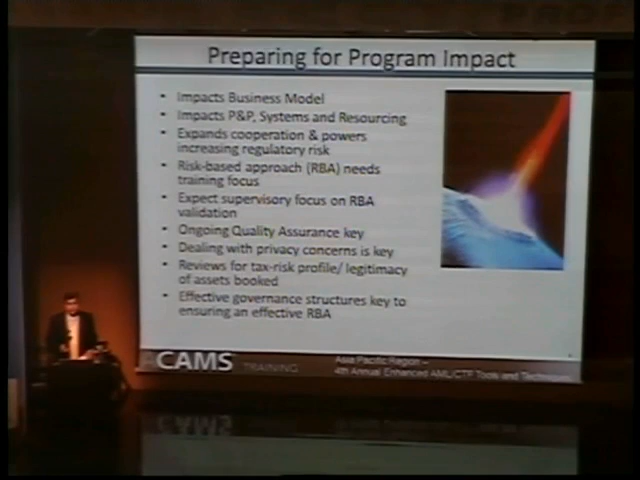 Preparing for Program Impact
• Impacts Business Model
• Impacts P&P, Systems and Resourcing
• Expands cooperation & powers
increasing regulatory risk
• Risk-based approach (RBA) needs
training focus
• Expect supervisory focus on RBA
validation
• Ongoing Quality Assurance key
• Dealing with privacy concerns is key
• Reviews for tax-risk profile/ legitimacy
of assets booked
• Effective governance structures key to
ensuring an effective RBA
ACAMS TRAINING
Asia Pacific Region –
4th Annual Enhanced AML/CTF Tools and Techniques